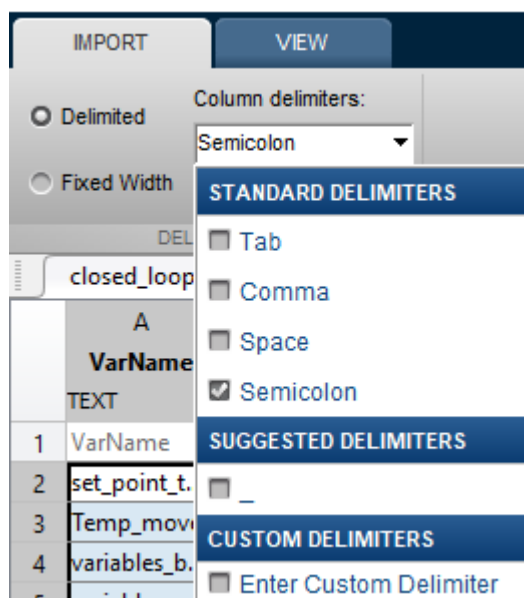 IMPORT VIEW
Column delimiters:
Delimited
Semicolon
Fixed Width
STANDARD DELIMITERS
DEL
Tab
closed_loop
Comma
A
Space
VarName
TEXT
Semicolon
1 VarName
SUGGESTED DELIMITERS
2 set_point_t.
_
3 Temp_mov
CUSTOM DELIMITERS
4 variables_b.
Enter Custom Delimiter